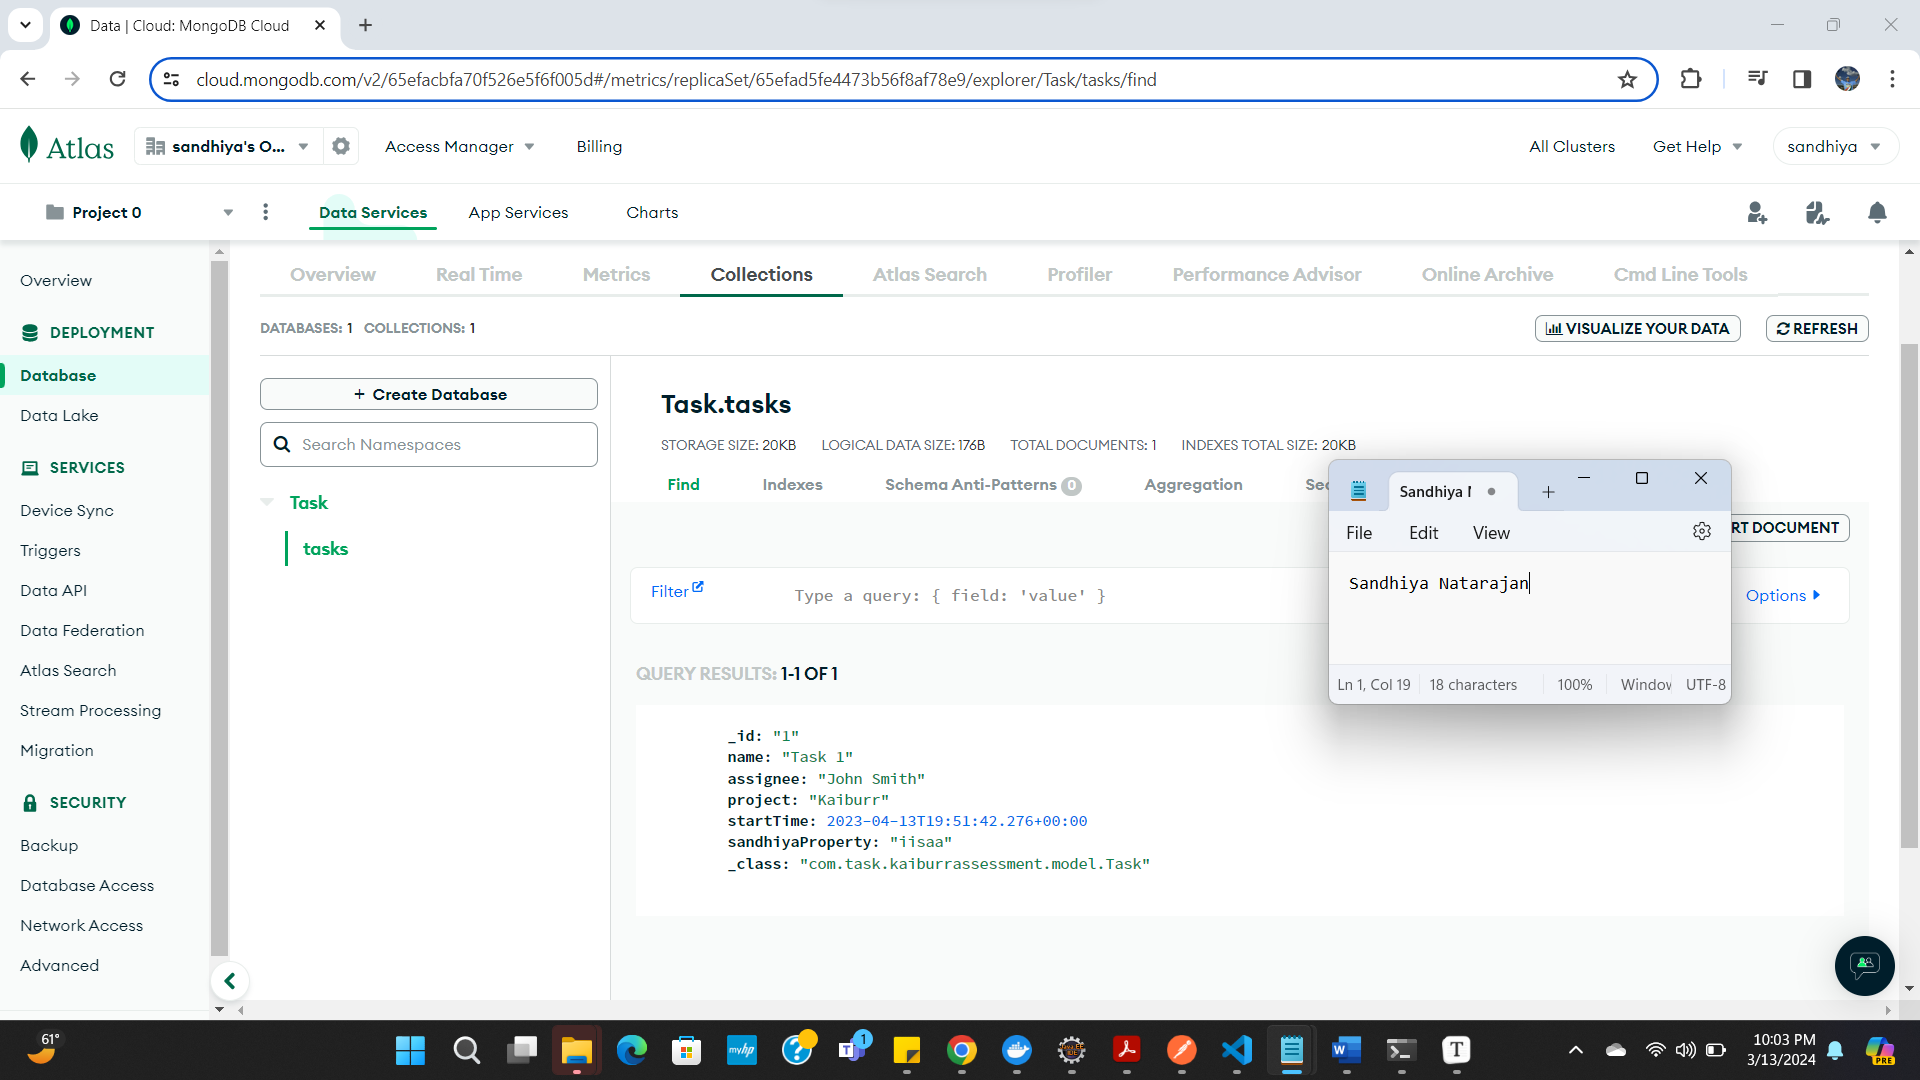 Data | Cloud: MongoDB Cloud
cloud.mongodb.com/v2/65efacbfa70f526e5f6f005d#/metrics/replicaSet/65efad5fe4473b56f8af78e9/explorer/Task/tasks/find
Atlas
sandhiya's O...
Access Manager
Billing
All Clusters
Get Help
sandhiya
Project 0
Data Services
App Services
Charts
Overview
DEPLOYMENT
Database
Data Lake
SERVICES
Device Sync
Triggers
Data API
Data Federation
Atlas Search
Stream Processing
Migration
SECURITY
Backup
Database Access
Network Access
Advanced
Overview
Real Time
Metrics
Collections
Atlas Search
Profiler
Performance Advisor
Online Archive
Cmd Line Tools
DATABASES: 1 COLLECTIONS: 1
VISUALIZE YOUR DATA
REFRESH
+ Create Database
Search Namespaces
Task
tasks
Task.tasks
STORAGE SIZE: 20KB LOGICAL DATA SIZE: 176B TOTAL DOCUMENTS: 1 INDEXES TOTAL SIZE: 20KB
Find
Indexes
Schema Anti-Patterns 0
Aggregation
Sea
RT DOCUMENT
Filter
Type a query: { field: 'value' }
Options
QUERY RESULTS: 1-1 OF 1
_id: "1"
name: "Task 1"
assignee: "John Smith"
project: "Kaiburr"
startTime: 2023-04-13T19:51:42.276+00:00
sandhiyaProperty: "iisaa"
_class: "com.task.kaiburrassessment.model.Task"
Sandhiya
File
Edit
View
Sandhiya Natarajan
Ln 1, Col 19
18 characters
100%
Window
UTF-8
61°
myhp
1
10:03 PM
3/13/2024
PRE